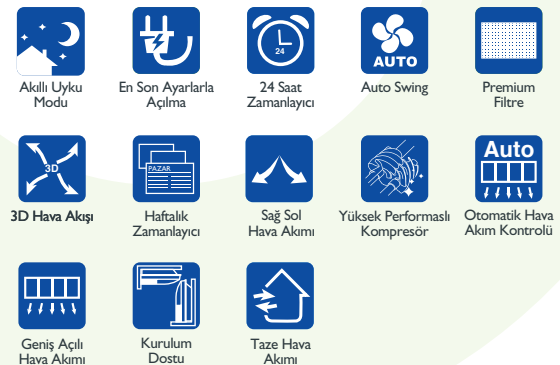 24
AUTO
Akıllı Uyku
Modu
En Son Ayarlarla
Açılma
24 Saat
Zamanlayıcı
Auto Swing
Premium
Filtre
3D
PAZAR
Auto
3D Hava Akışı
Haftalık
Zamanlayıcı
Sağ Sol
Hava Akımı
Yüksek Performaslı
Kompresör
Otomatik Hava
Akım Kontrolü
Geniş Açılı
Hava Akımı
Kurulum
Dostu
Taze Hava
Akımı